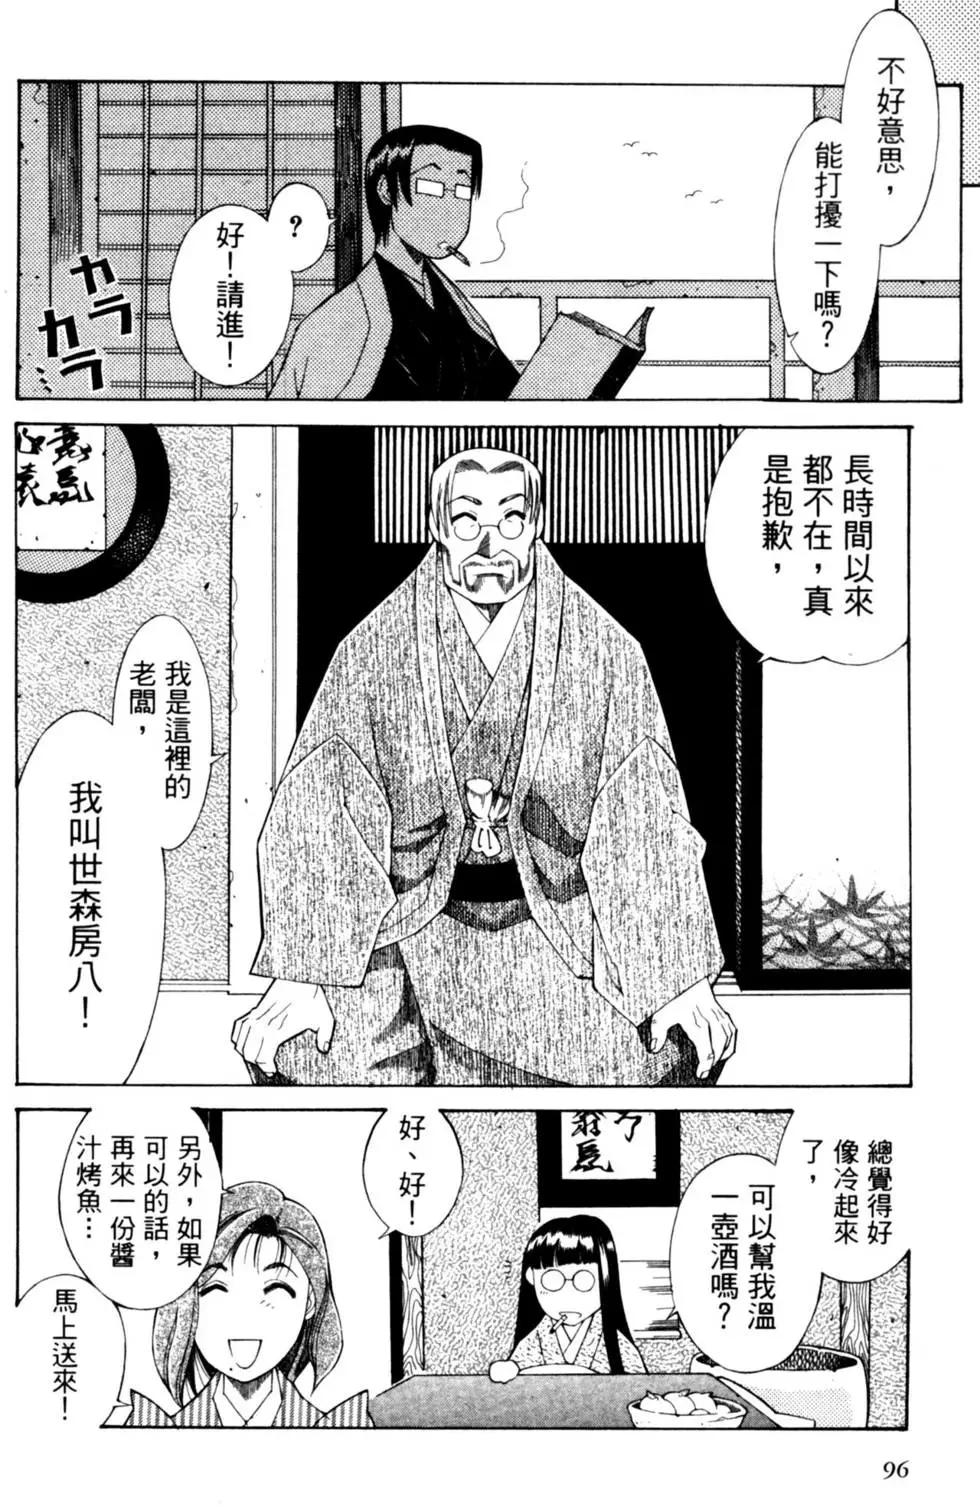 不好意思，
能打擾一下嗎？
？
好！請進！
カラ
カラ…
長時間以來
都不在，真
是抱歉，
我是這裡的
老闆，
我叫世森房八！
總覺得好
像冷起來
了，
可以幫我溫
一壺酒嗎？
好、好！
另外，如果
可以的話，
再來一份醬
汁烤魚…
馬上送來！
96